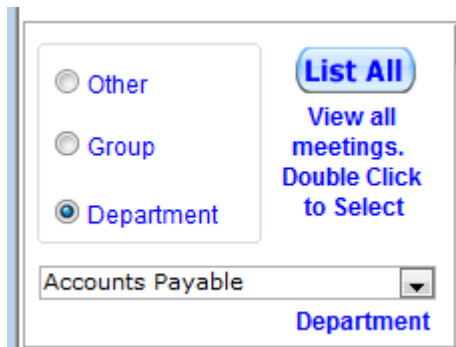 Other
Group
Department
List All
View all
meetings.
Double Click
to Select
Accounts Payable
Department